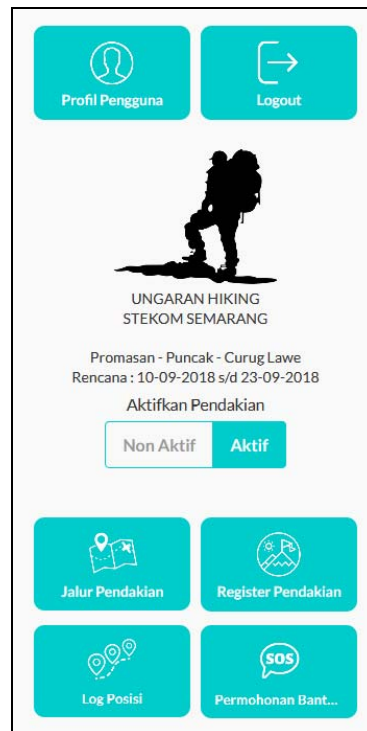 Profil Pengguna
Logout
UNGARAN HIKING
STEKOM SEMARANG
Promasan - Puncak - Curug Lawe
Rencana : 10-09-2018 s/d 23-09-2018
Aktifkan Pendakian
Non Aktif
Aktif
Jalur Pendakian
Register Pendakian
Log Posisi
SOS
Permohonan Bant...